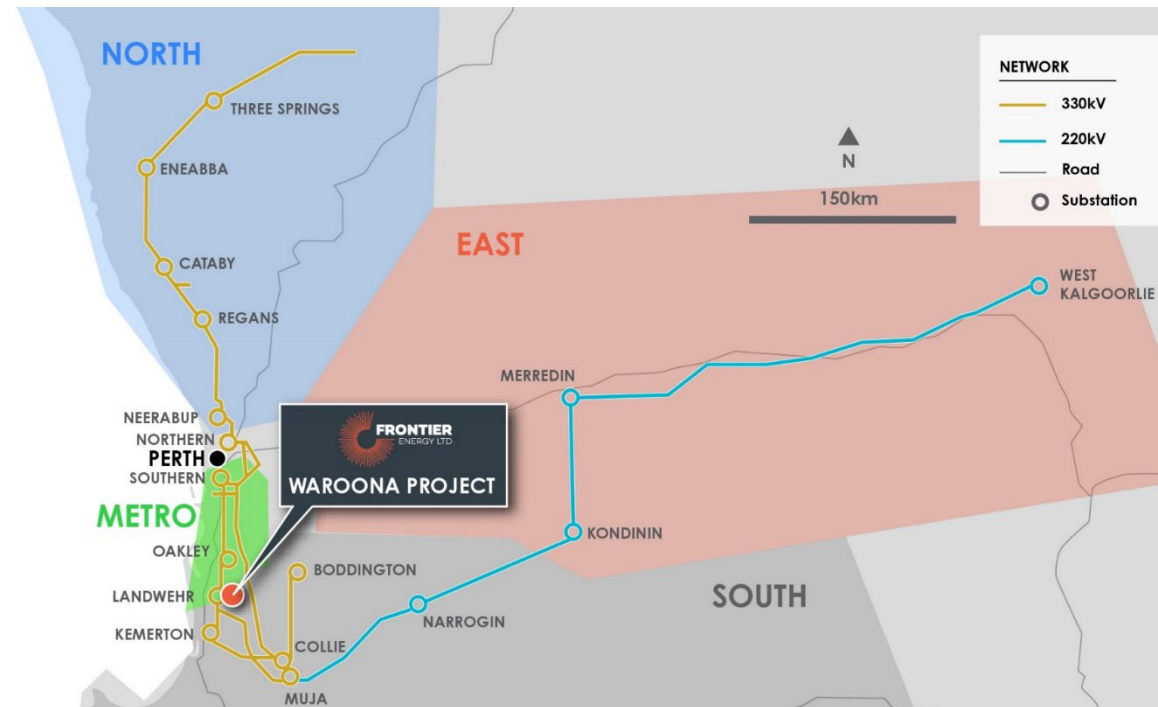 NORTH
THREE SPRINGS
ENEABBA
CATABY
REGANS
NEERABUP
NORTHERN
PERTH
SOUTHERN
METRO
OAKLEY
LANDWEHR
KEMERTON
BODDINGTON
COLLIE
MUJA
FRONTIER
ENERGY LTD
WAROONA PROJECT
EAST
MERREDIN
KONDININ
NARROGIN
SOUTH
WEST
KALGOORLIE
N
150km
NETWORK
330kV
220kV
Road
Substation